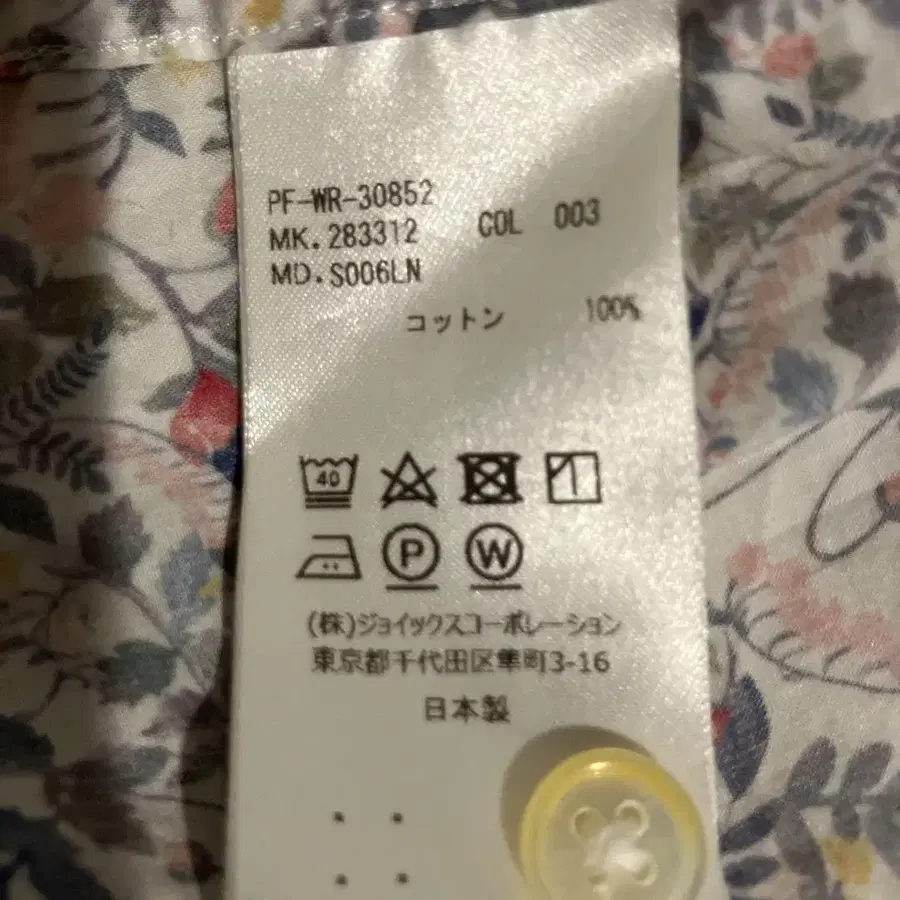 PF-WR-30852
MK.283312 COL 003
MD.S006LN
コットン 100%
40
P W
(株)ジョイックスコーポレーション
東京都千代田区隼町3-16
日本製